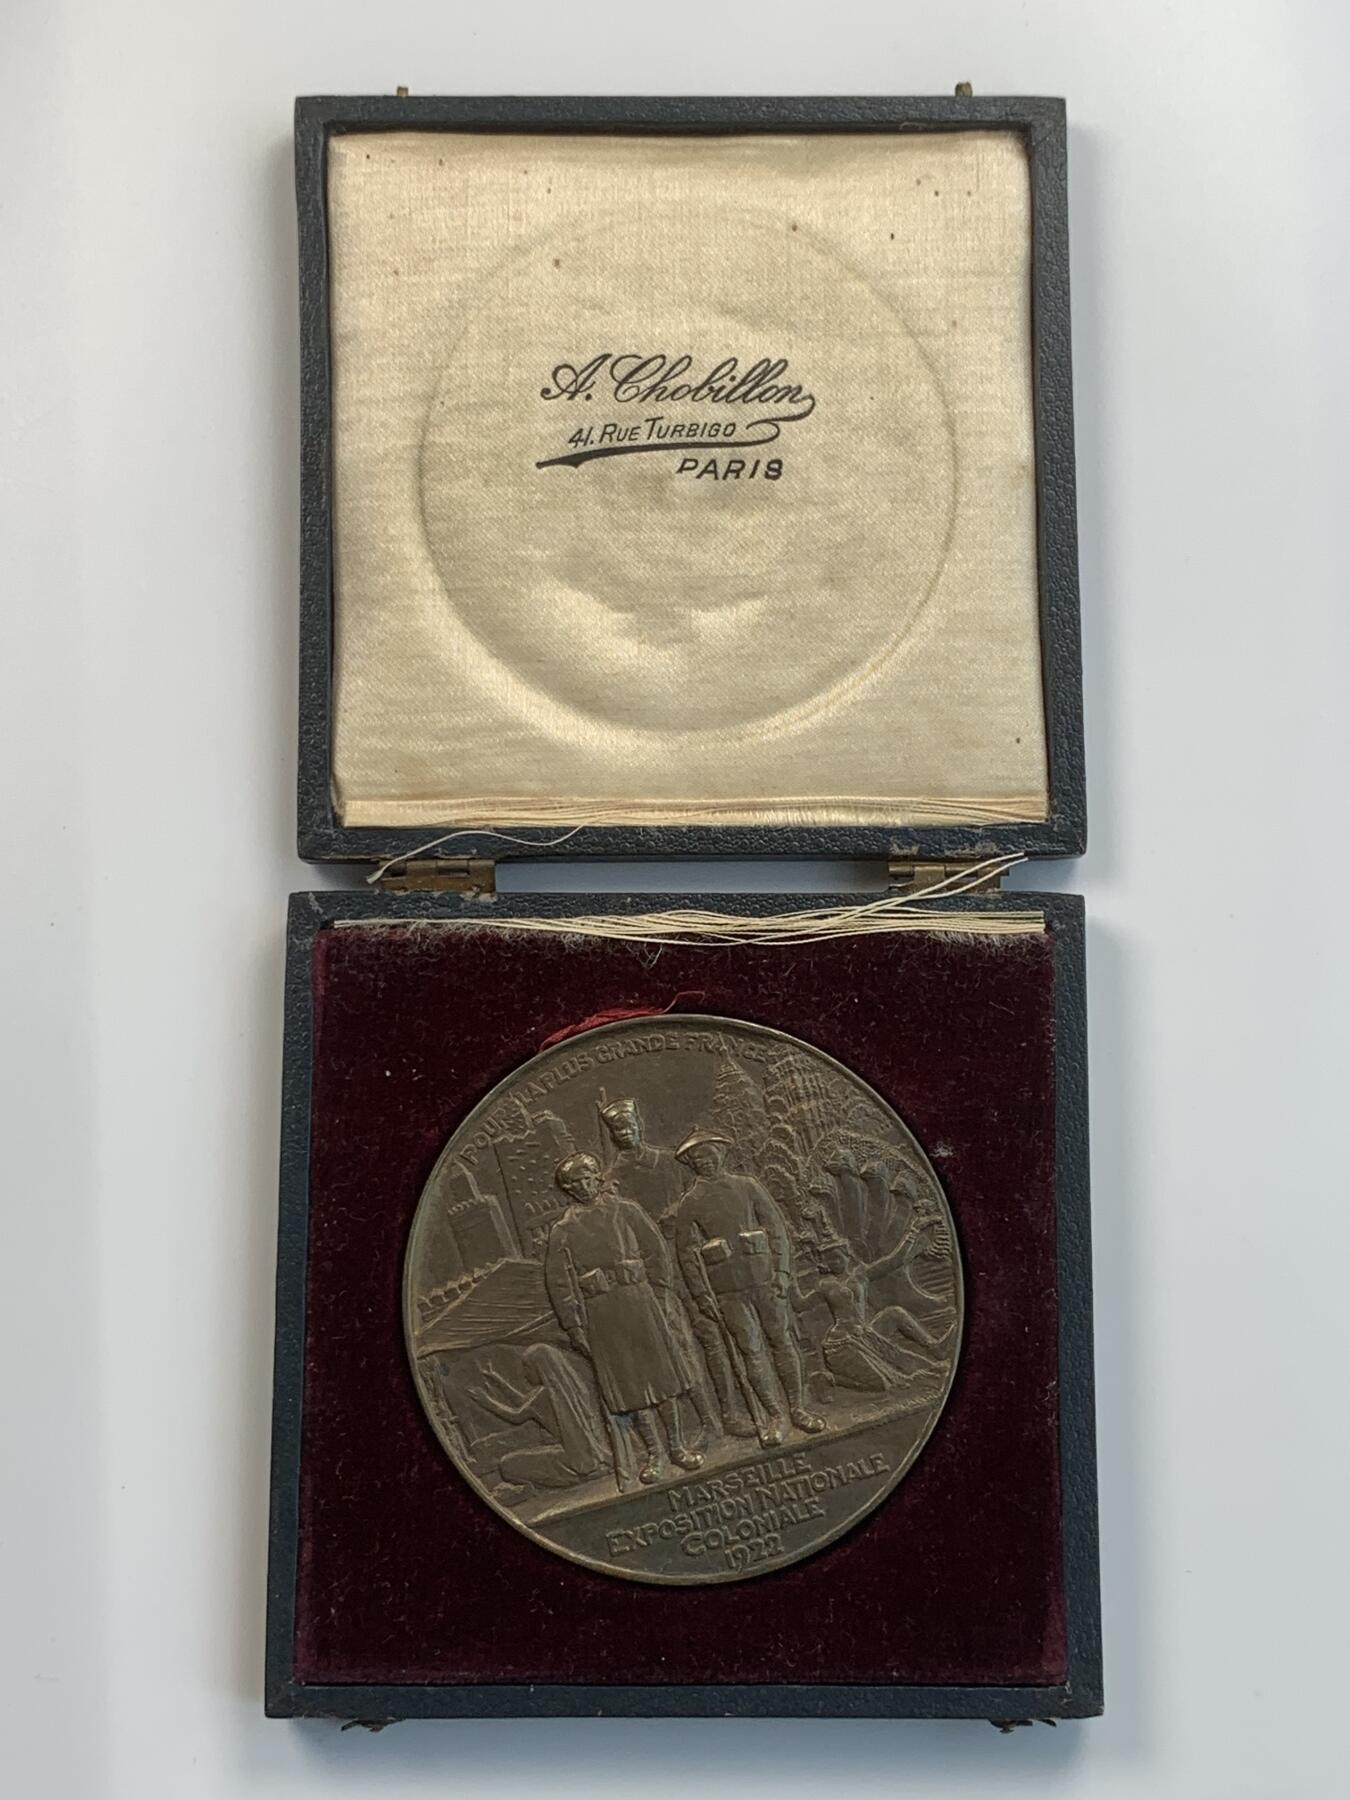 A. Chobillon
41. RUE TURBIGO
PARIS
POUR LA PLUS GRANDE FRANCE
MARSEILLE
EXPOSITION NATIONALE
COLONIALE
1922